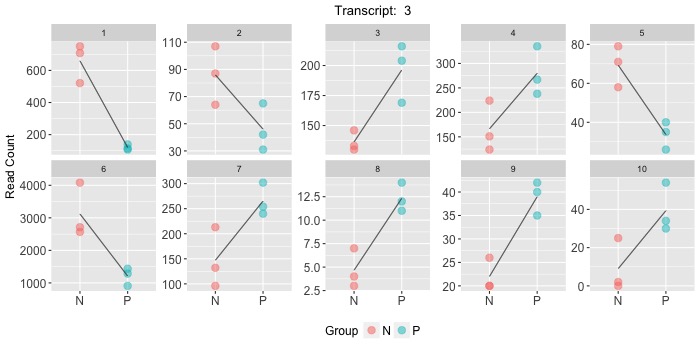 Transcript: 3
Read Count
1 2 3 4 5
600 400 200
110 90 70 50 30
200 150
300 250 200 150
80 60 40
6 7 8 9 10
4000 3000 2000 1000
300 250 200 150 100
12.5 10.0 7.5 5.0 2.5
40 35 30 25 20
40 20 0
N P N P N P N P N P
Group N P